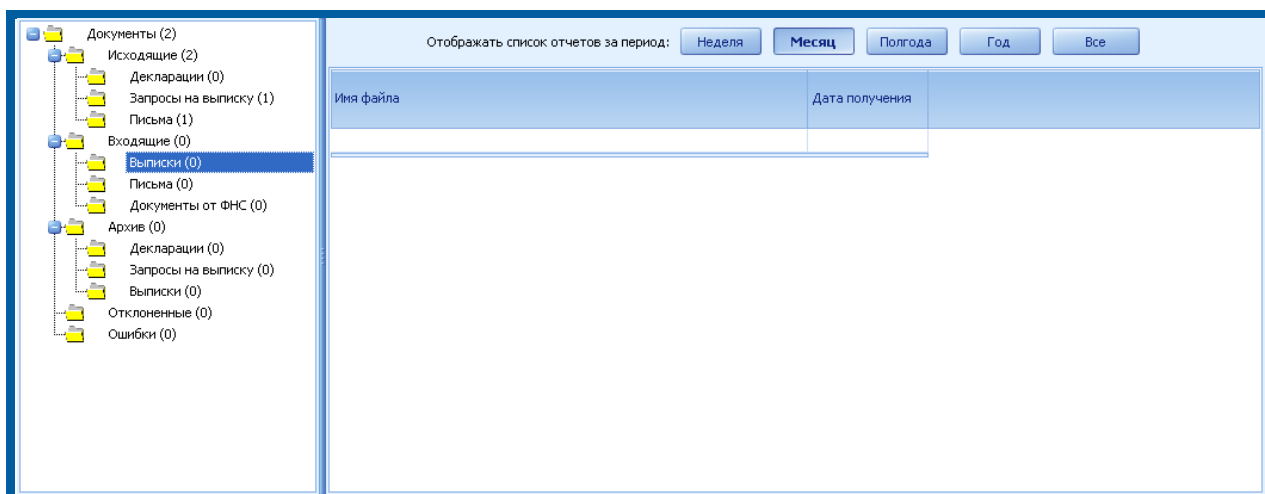 Документы (2)
Исходящие (2)
Декларации (0)
Запросы на выписку (1)
Письма (1)
Входящие (0)
Выписки (0)
Письма (0)
Документы от ФНС (0)
Архив (0)
Декларации (0)
Запросы на выписку (0)
Выписки (0)
Отклоненные (0)
Ошибки (0)
Отображать список отчетов за период: Неделя Месяц Полгода Год Все
Имя файла Дата получения